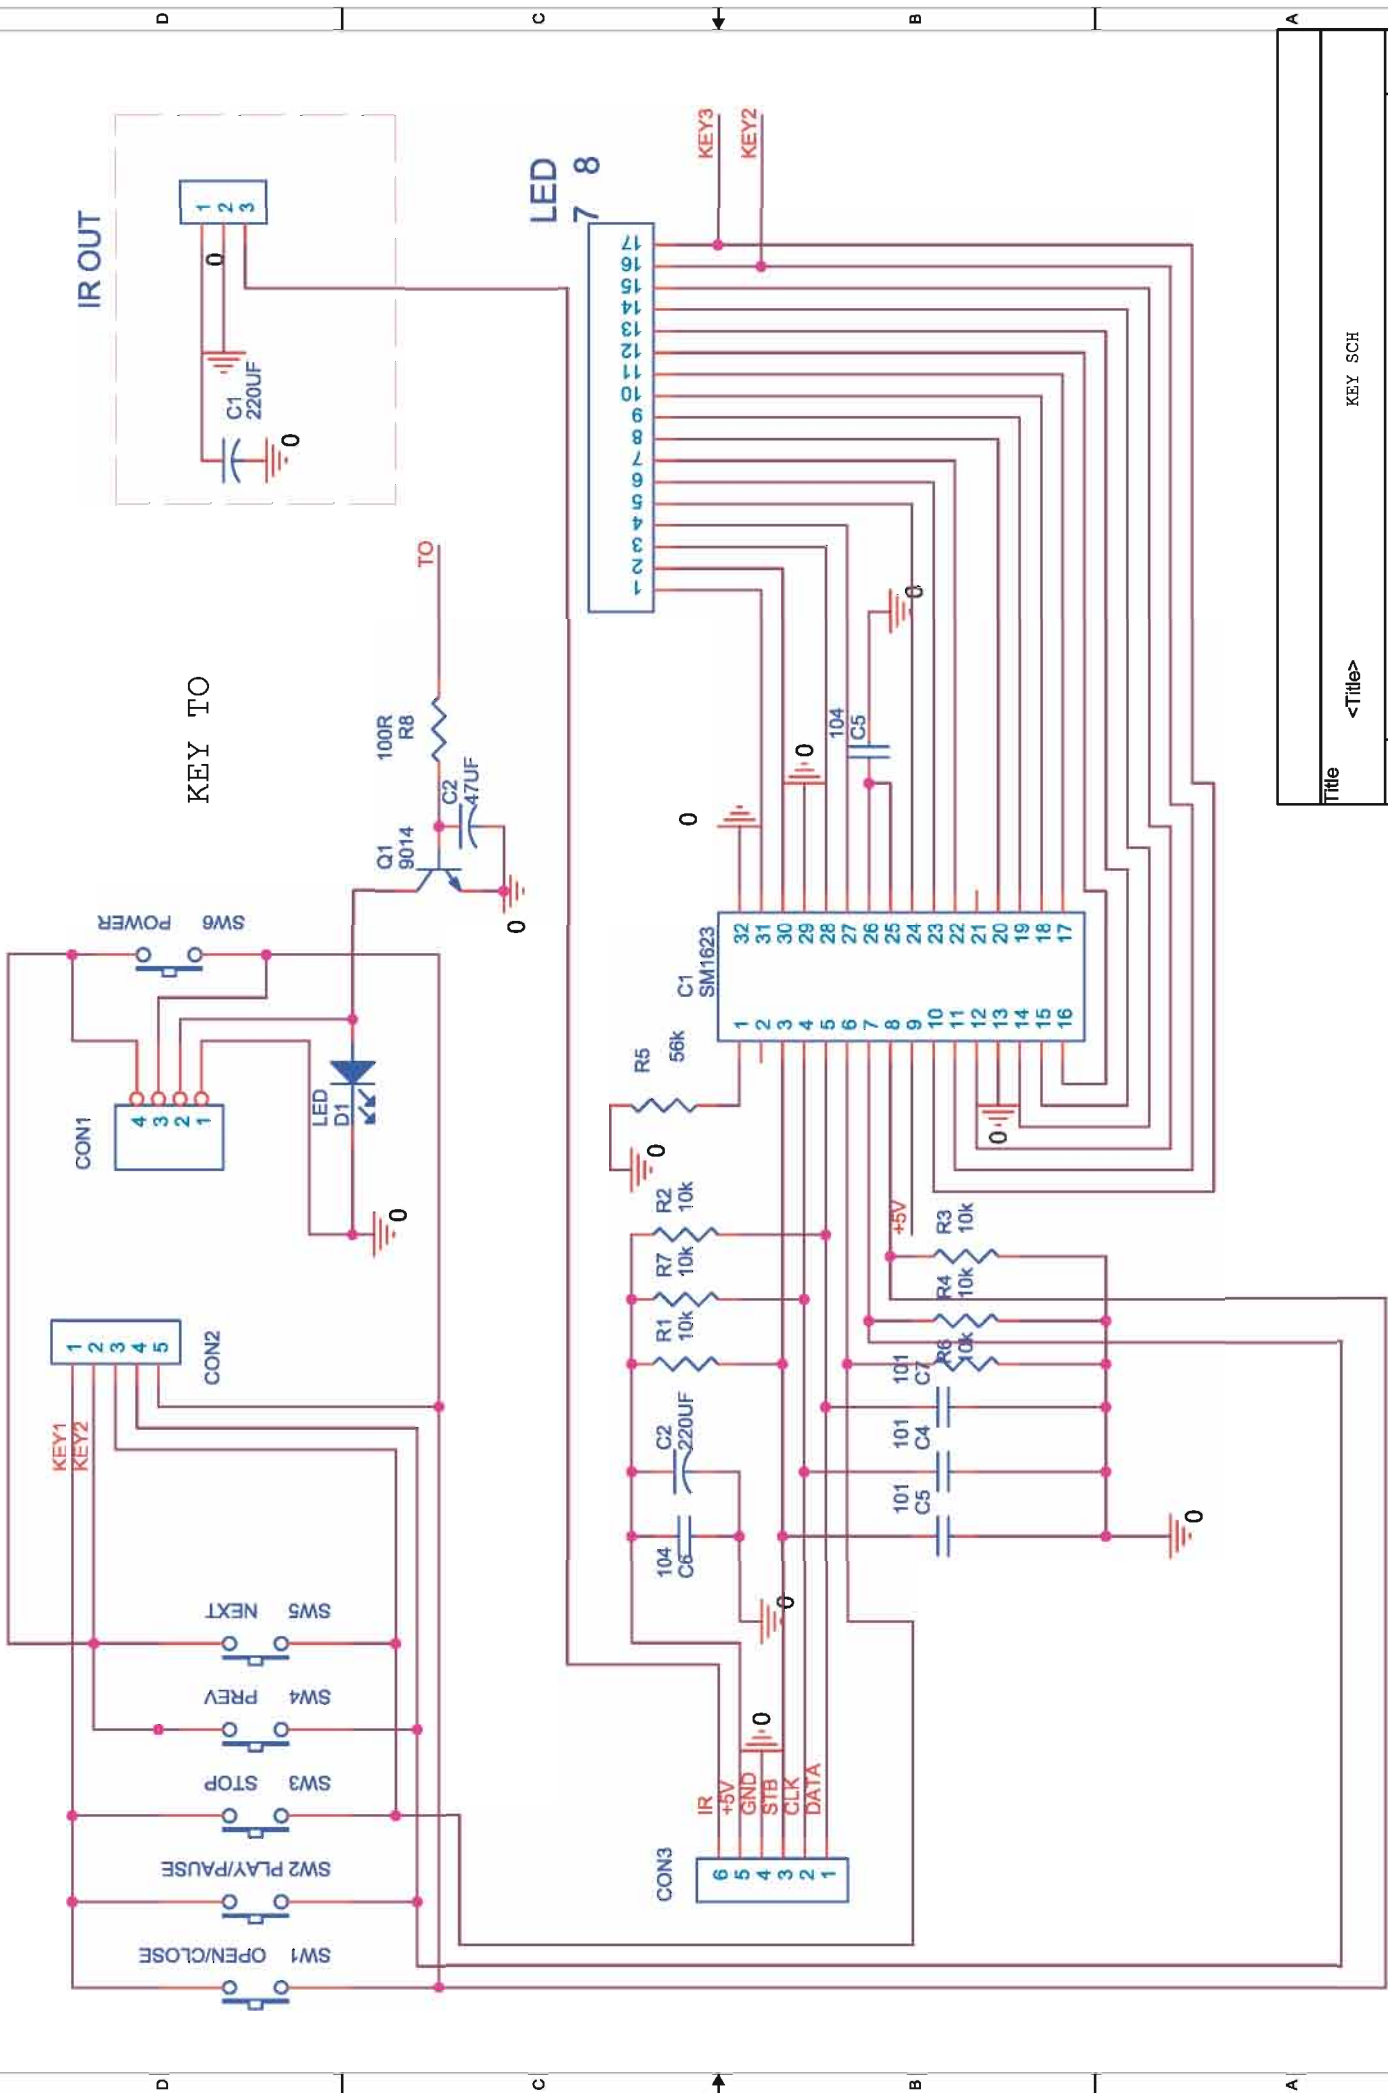 D
C
B
A
IR OUT
1
2
3
0
C1
220UF
0
KEY TO
TO
100R
R8
C2
47UF
Q1
9014
0
POWER SW6
CON1
4
3
2
1
LED
D1
0
1
2
3
4
5
CON2
KEY1
KEY2
NEXT SW5
PREV SW4
STOP SW3
SW2 PLAY/PAUSE
OPEN/CLOSE SW1
LED
7 8
1 2 3 4 5 6 7 8 9 10 11 12 13 14 15 16 17
KEY3
KEY2
0
0
104
C5
0
C1
SM1623
1
2
3
4
5
6
7
8
9
10
11
12
13
14
15
16
32
31
30
29
28
27
26
25
24
23
22
21
20
19
18
17
R5
56k
0
0
R2
10k
R7
10k
R1
10k
C2
220UF
104
C6
0
+5V
R3
10k
R4
10k
R6
10k
101
C7
101
C4
101
C5
0
IR
+5V
GND
STB
CLK
DATA
0
CON3
6
5
4
3
2
1
Title
<Title>
KEY SCH
D
C
B
A